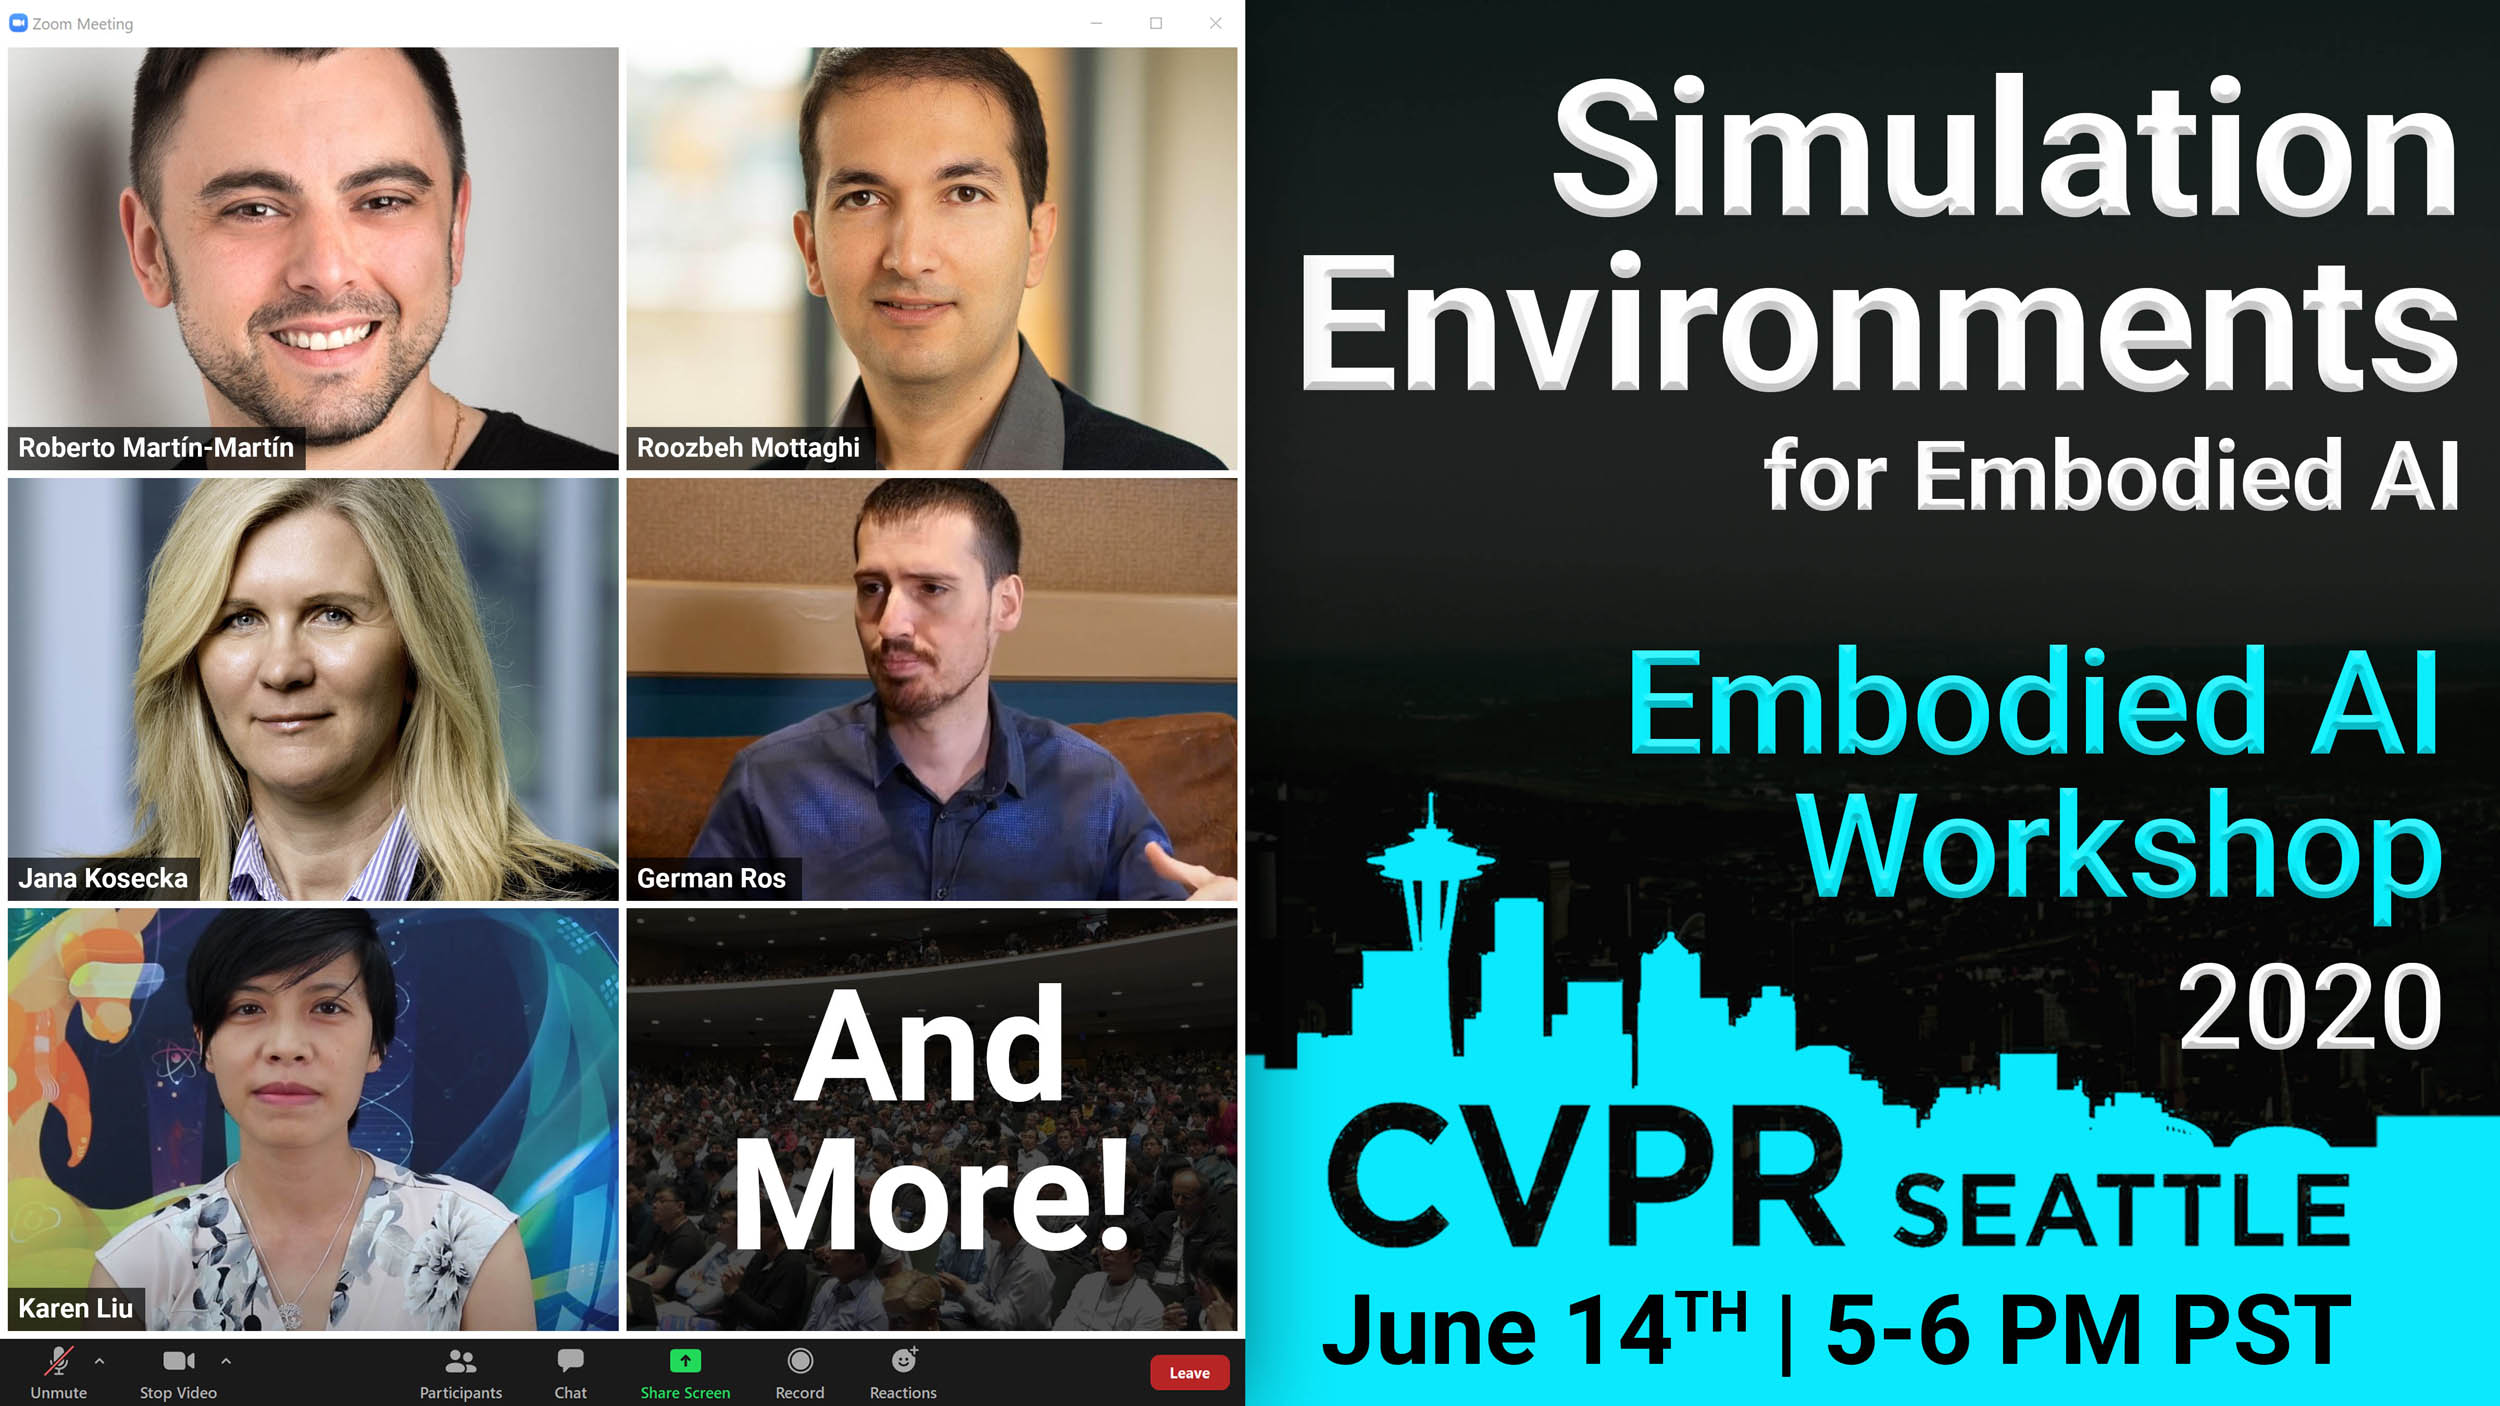 Zoom Meeting
Roberto Martín-Martín
Roozbeh Mottaghi
Jana Kosecka
German Ros
Karen Liu
And
More!
Unmute
Stop Video
Participants
Chat
Share Screen
Record
Reactions
Leave
Simulation
Environments
for Embodied AI
Embodied AI
Workshop
2020
CVPR SEATTLE
June 14TH | 5-6 PM PST